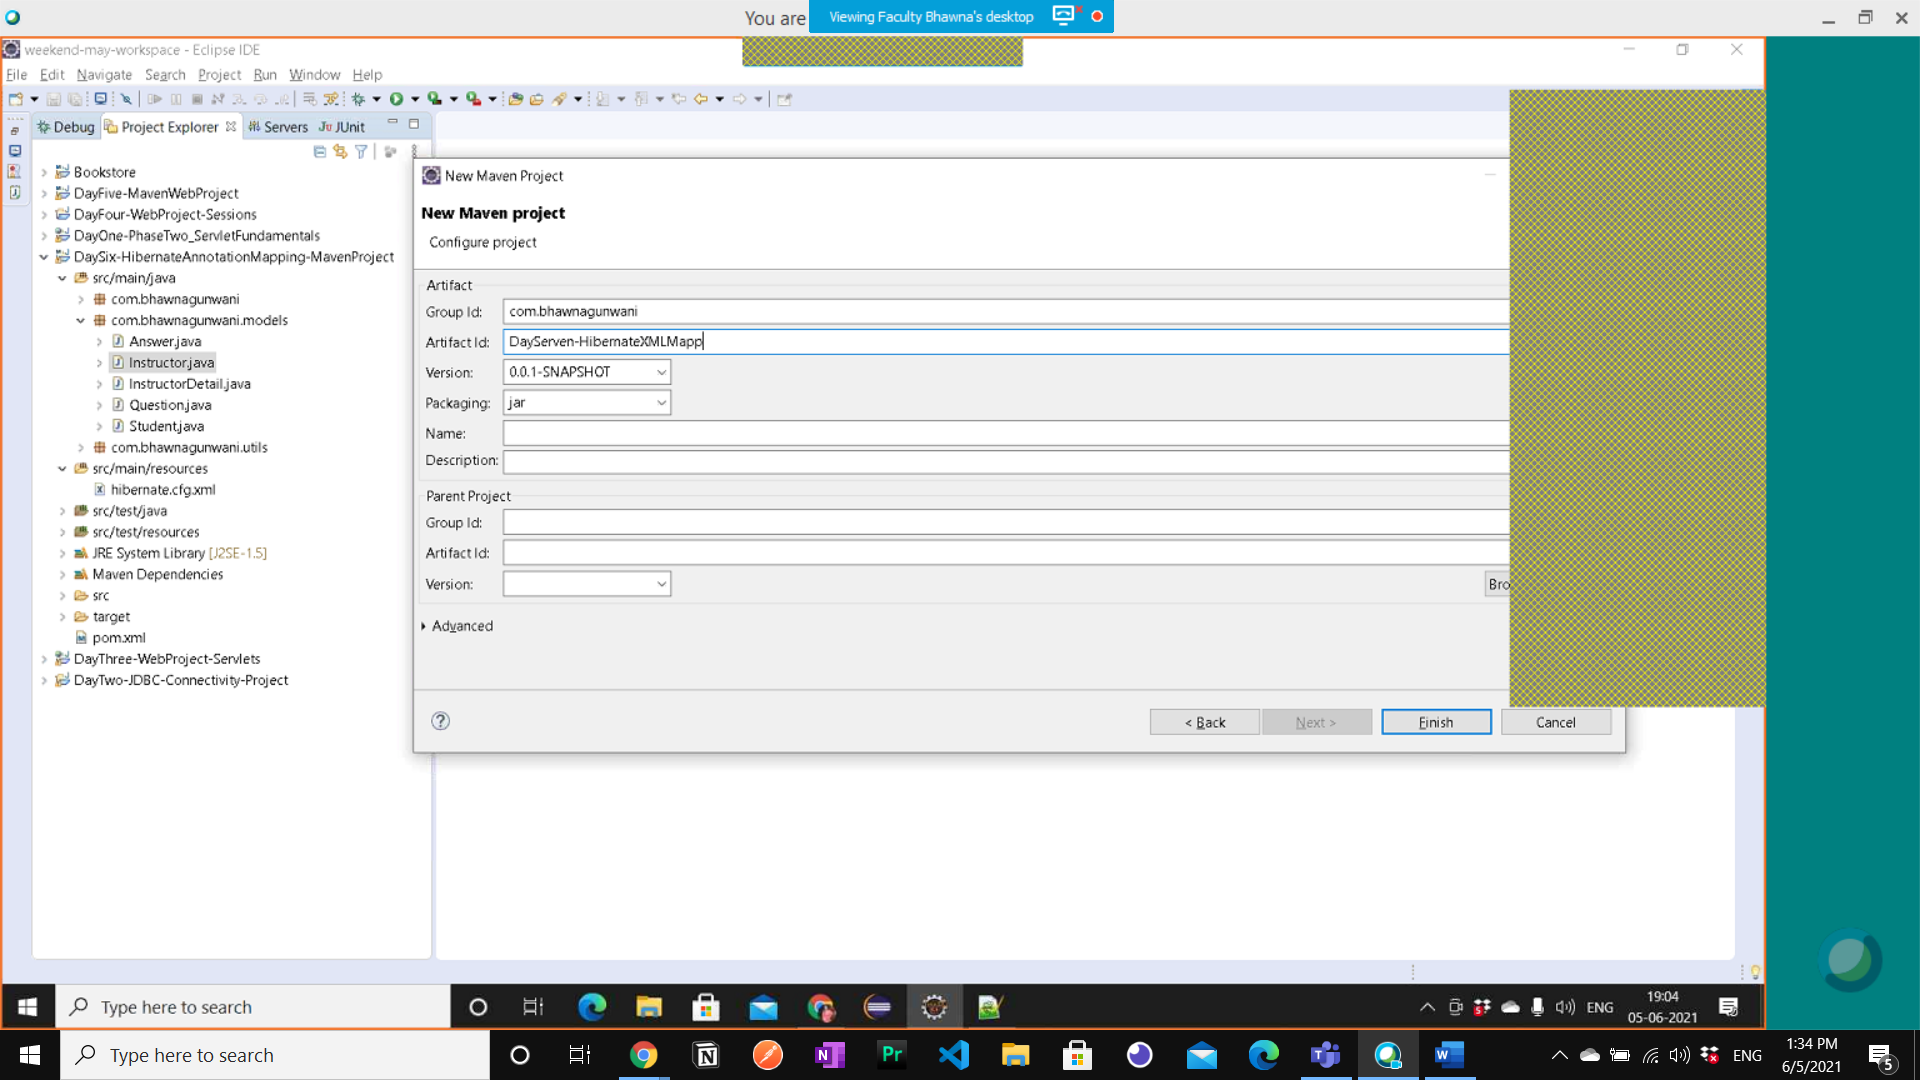 You are
Viewing Faculty Bhawna's desktop
weekend-may-workspace - Eclipse IDE
File Edit Navigate Search Project Run Window Help
Debug Project Explorer Servers Ju JUnit
Bookstore
DayFive-MavenWebProject
DayFour-WebProject-Sessions
DayOne-PhaseTwo_ServletFundamentals
DaySix-HibernateAnnotationMapping-MavenProject
src/main/java
com.bhawnagunwani
com.bhawnagunwani.models
Answer.java
Instructor.java
InstructorDetail.java
Question.java
Student.java
com.bhawnagunwani.utils
src/main/resources
hibernate.cfg.xml
src/test/java
src/test/resources
JRE System Library [J2SE-1.5]
Maven Dependencies
src
target
pom.xml
DayThree-WebProject-Servlets
DayTwo-JDBC-Connectivity-Project
New Maven Project
New Maven project
Configure project
Artifact
Group Id: com.bhawnagunwani
Artifact Id: DayServen-HibernateXMLMapp
Version: 0.0.1-SNAPSHOT
Packaging: jar
Name:
Description:
Parent Project
Group Id:
Artifact Id:
Version:
Bro
Advanced
< Back Next > Finish Cancel
Type here to search
ENG
19:04
05-06-2021
Type here to search
N
N
Pr
W
ENG
1:34 PM
6/5/2021
5